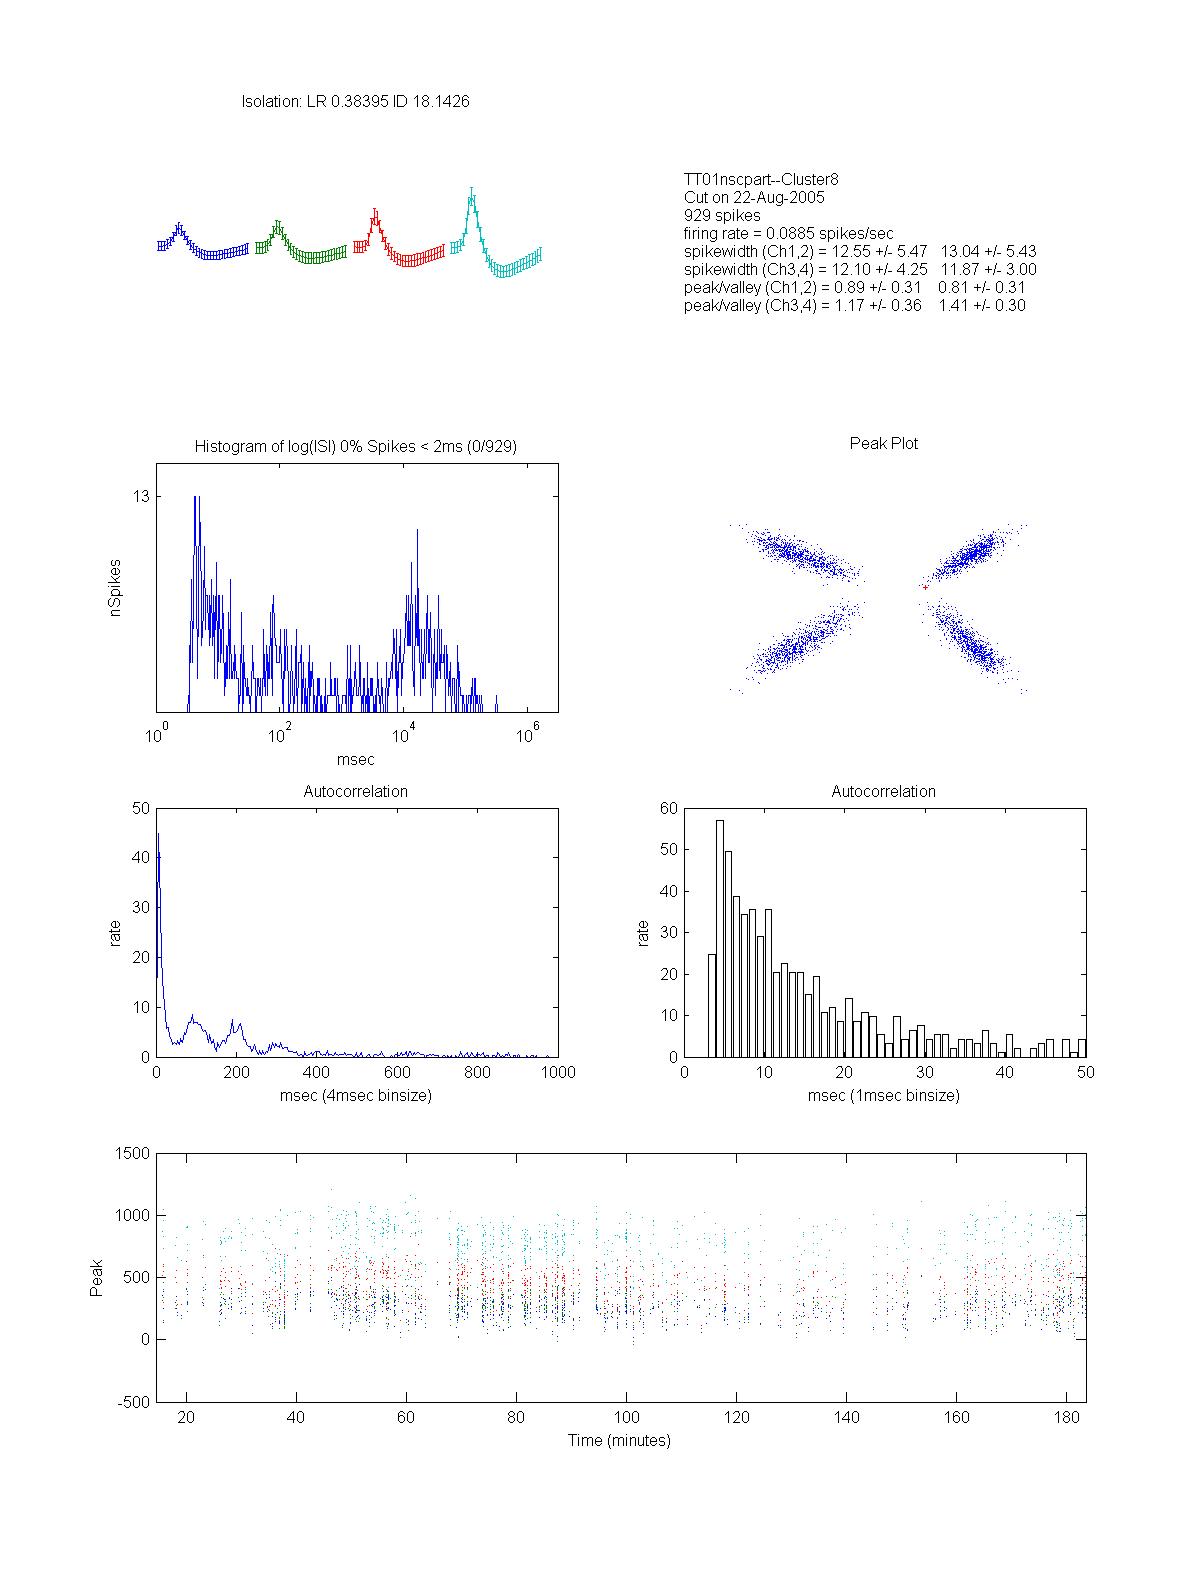 Isolation: LR 0.38395 ID 18.1426
TT01nscpart--Cluster8
Cut on 22-Aug-2005
929 spikes
firing rate = 0.0885 spikes/sec
spikewidth (Ch1,2) = 12.55 +/- 5.47 13.04 +/- 5.43
spikewidth (Ch3,4) = 12.10 +/- 4.25 11.87 +/- 3.00
peak/valley (Ch1,2) = 0.89 +/- 0.31 0.81 +/- 0.31
peak/valley (Ch3,4) = 1.17 +/- 0.36 1.41 +/- 0.30
Histogram of log(ISI) 0% Spikes < 2ms (0/929)
13
nSpikes
10^0 10^2 10^4 10^6
msec
Peak Plot
Autocorrelation
50
40
30
20
10
0
rate
0 200 400 600 800 1000
msec (4msec binsize)
Autocorrelation
60
50
40
30
20
10
0
rate
0 10 20 30 40 50
msec (1msec binsize)
1500
1000
500
0
-500
Peak
20 40 60 80 100 120 140 160 180
Time (minutes)